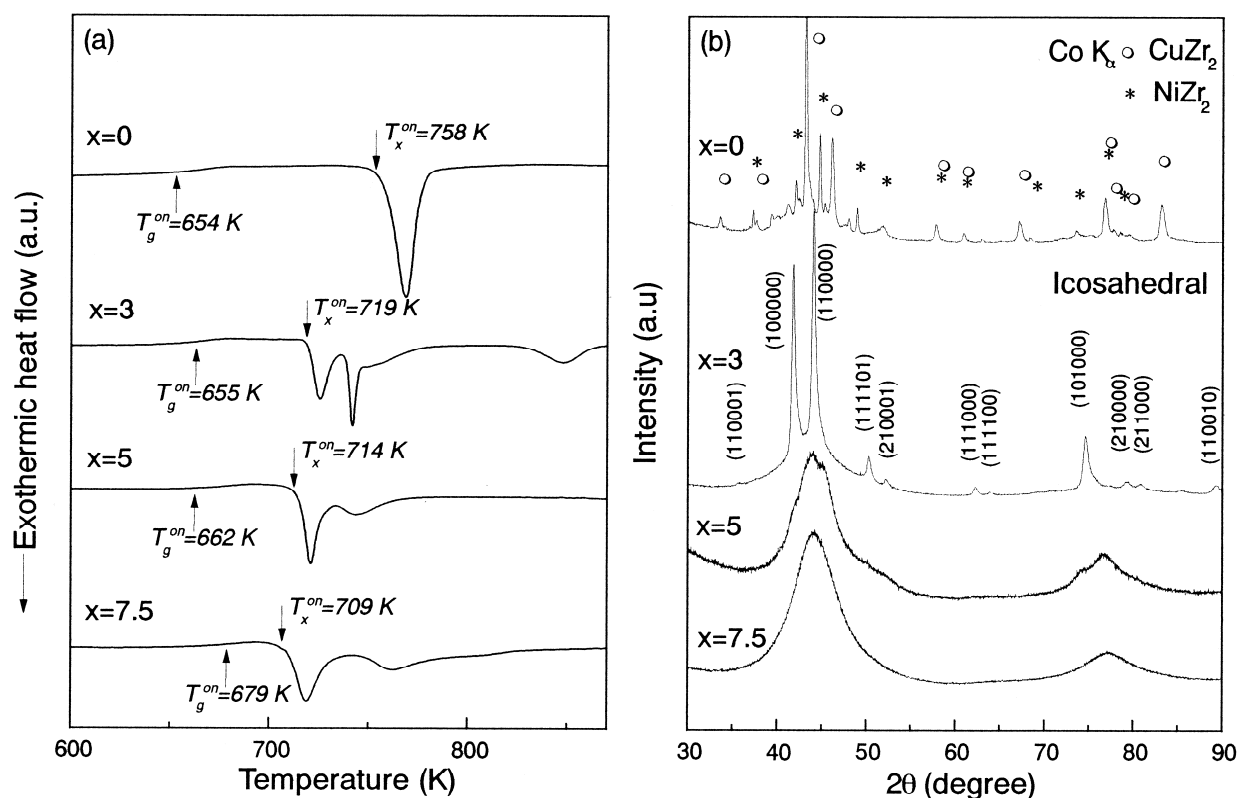 (a)
x=0
T_x^on=758 K
T_g^on=654 K
x=3
T_x^on=719 K
T_g^on=655 K
x=5
T_x^on=714 K
T_g^on=662 K
x=7.5
T_x^on=709 K
T_g^on=679 K
Exothermic heat flow (a.u.)
600 700 800
Temperature (K)
(b)
Co K_α ○ CuZr_2
* NiZr_2
x=0
Icosahedral
x=3
(110001)
(100000)
(110000)
(111101)
(210001)
(111000)
(111100)
(101000)
(210000)
(211000)
(110010)
x=5
x=7.5
Intensity (a.u)
30 40 50 60 70 80 90
2θ (degree)